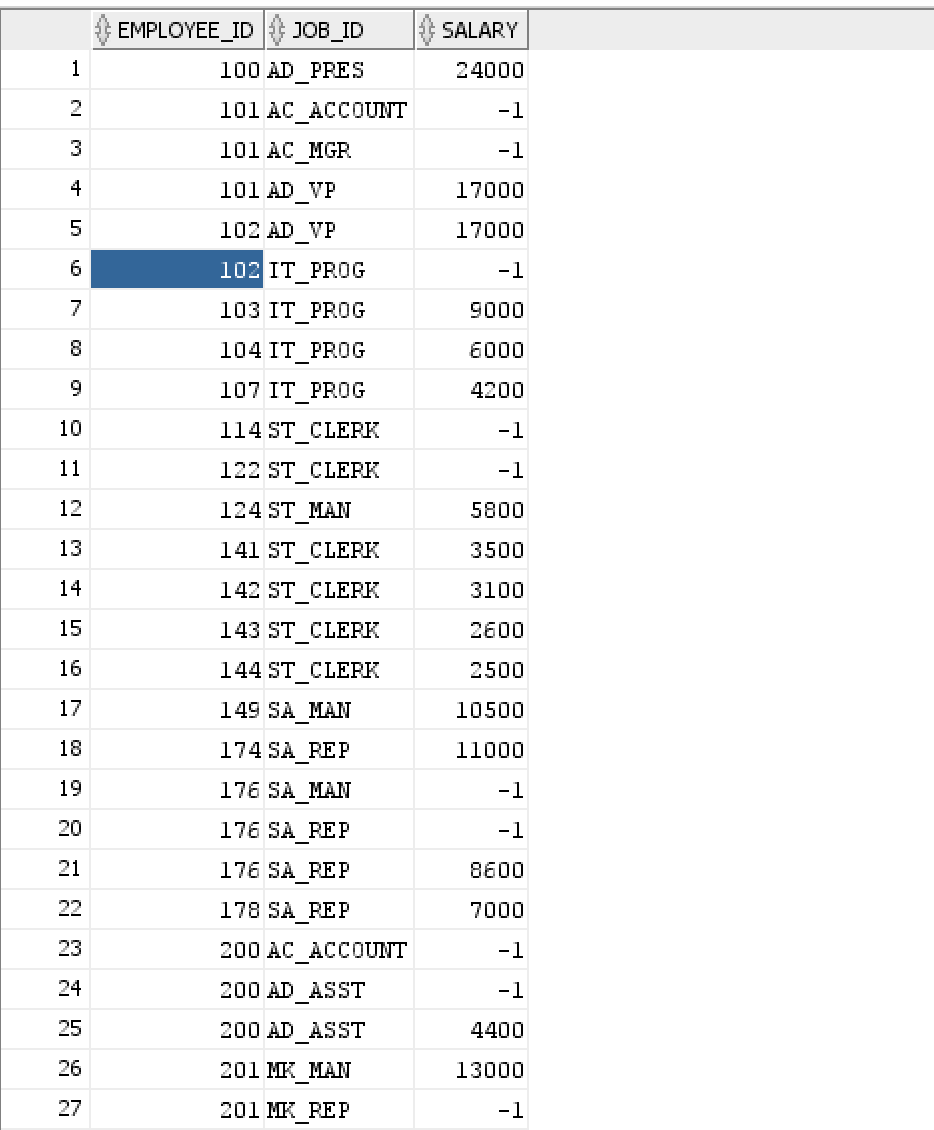 EMPLOYEE_ID JOB_ID SALARY
1 100 AD_PRES 24000
2 101 AC_ACCOUNT -1
3 101 AC_MGR -1
4 101 AD_VP 17000
5 102 AD_VP 17000
6 102 IT_PROG -1
7 103 IT_PROG 9000
8 104 IT_PROG 6000
9 107 IT_PROG 4200
10 114 ST_CLERK -1
11 122 ST_CLERK -1
12 124 ST_MAN 5800
13 141 ST_CLERK 3500
14 142 ST_CLERK 3100
15 143 ST_CLERK 2600
16 144 ST_CLERK 2500
17 149 SA_MAN 10500
18 174 SA_REP 11000
19 176 SA_MAN -1
20 176 SA_REP -1
21 176 SA_REP 8600
22 178 SA_REP 7000
23 200 AC_ACCOUNT -1
24 200 AD_ASST -1
25 200 AD_ASST 4400
26 201 MK_MAN 13000
27 201 MK_REP -1